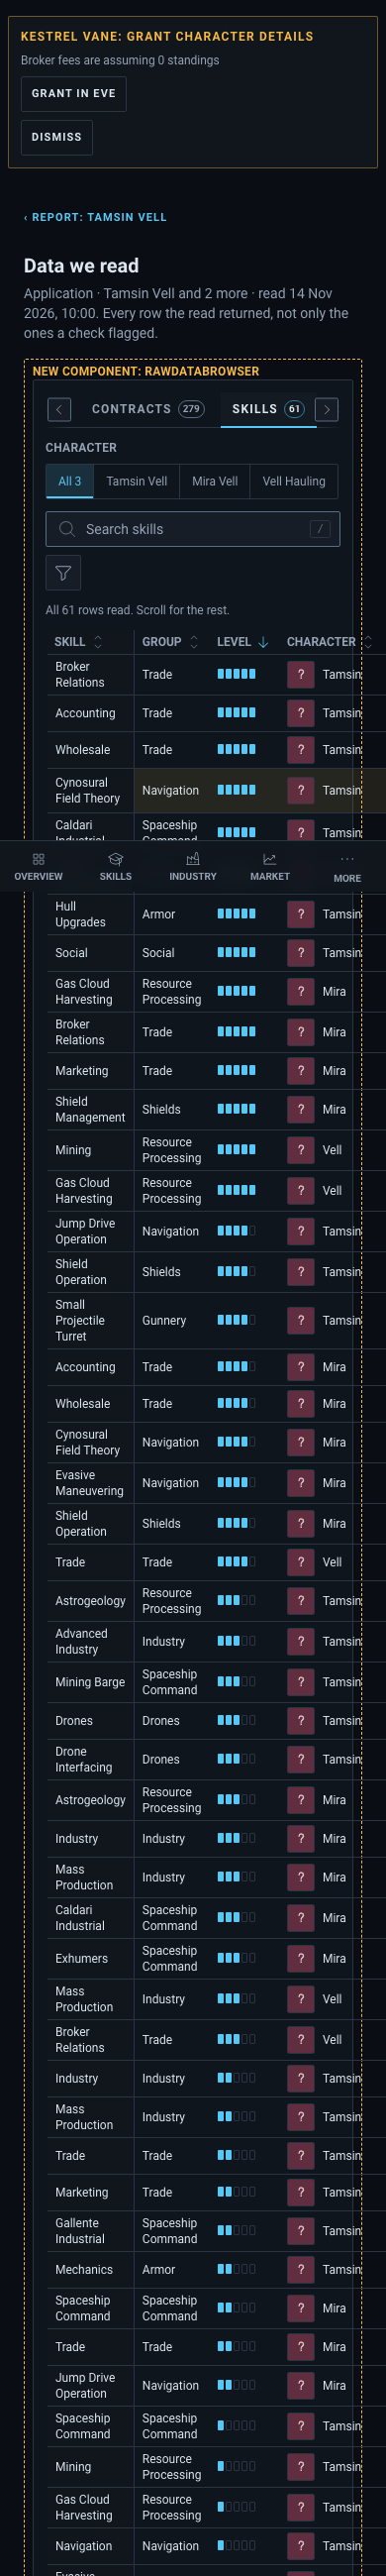 KESTREL VANE: GRANT CHARACTER DETAILS
Broker fees are assuming 0 standings
GRANT IN EVE
DISMISS
‹ REPORT: TAMSIN VELL
Data we read
Application · Tamsin Vell and 2 more · read 14 Nov
2026, 10:00. Every row the read returned, not only the
ones a check flagged.
NEW COMPONENT: RAWDATABROWSER
CONTRACTS 279 SKILLS 61
CHARACTER
All 3 Tamsin Vell Mira Vell Vell Hauling
Search skills /
All 61 rows read. Scroll for the rest.
SKILL GROUP LEVEL CHARACTER
Broker
Relations Trade ? Tamsin
Accounting Trade ? Tamsin
Wholesale Trade ? Tamsin
Cynosural
Field Theory Navigation ? Tamsin
Caldari Spaceship
Industrial Command ? Tamsin
OVERVIEW SKILLS INDUSTRY MARKET MORE
Hull
Upgrades Armor ? Tamsin
Social Social ? Tamsin
Gas Cloud Resource
Harvesting Processing ? Mira
Broker
Relations Trade ? Mira
Marketing Trade ? Mira
Shield
Management Shields ? Mira
Mining Resource
Processing ? Vell
Gas Cloud Resource
Harvesting Processing ? Vell
Jump Drive
Operation Navigation ? Tamsin
Shield
Operation Shields ? Tamsin
Small
Projectile Gunnery ? Tamsin
Turret
Accounting Trade ? Mira
Wholesale Trade ? Mira
Cynosural
Field Theory Navigation ? Mira
Evasive
Maneuvering Navigation ? Mira
Shield
Operation Shields ? Mira
Trade Trade ? Vell
Astrogeology Resource
Processing ? Tamsin
Advanced
Industry Industry ? Tamsin
Mining Barge Spaceship
Command ? Tamsin
Drones Drones ? Tamsin
Drone
Interfacing Drones ? Tamsin
Astrogeology Resource
Processing ? Mira
Industry Industry ? Mira
Mass
Production Industry ? Mira
Caldari Spaceship
Industrial Command ? Mira
Exhumers Spaceship
Command ? Mira
Mass
Production Industry ? Vell
Broker
Relations Trade ? Vell
Industry Industry ? Tamsin
Mass
Production Industry ? Tamsin
Trade Trade ? Tamsin
Marketing Trade ? Tamsin
Gallente Spaceship
Industrial Command ? Tamsin
Mechanics Armor ? Tamsin
Spaceship Spaceship
Command Command ? Mira
Trade Trade ? Mira
Jump Drive
Operation Navigation ? Mira
Spaceship Spaceship
Command Command ? Tamsin
Mining Resource
Processing ? Tamsin
Gas Cloud Resource
Harvesting Processing ? Tamsin
Navigation Navigation ? Tamsin
Evasive